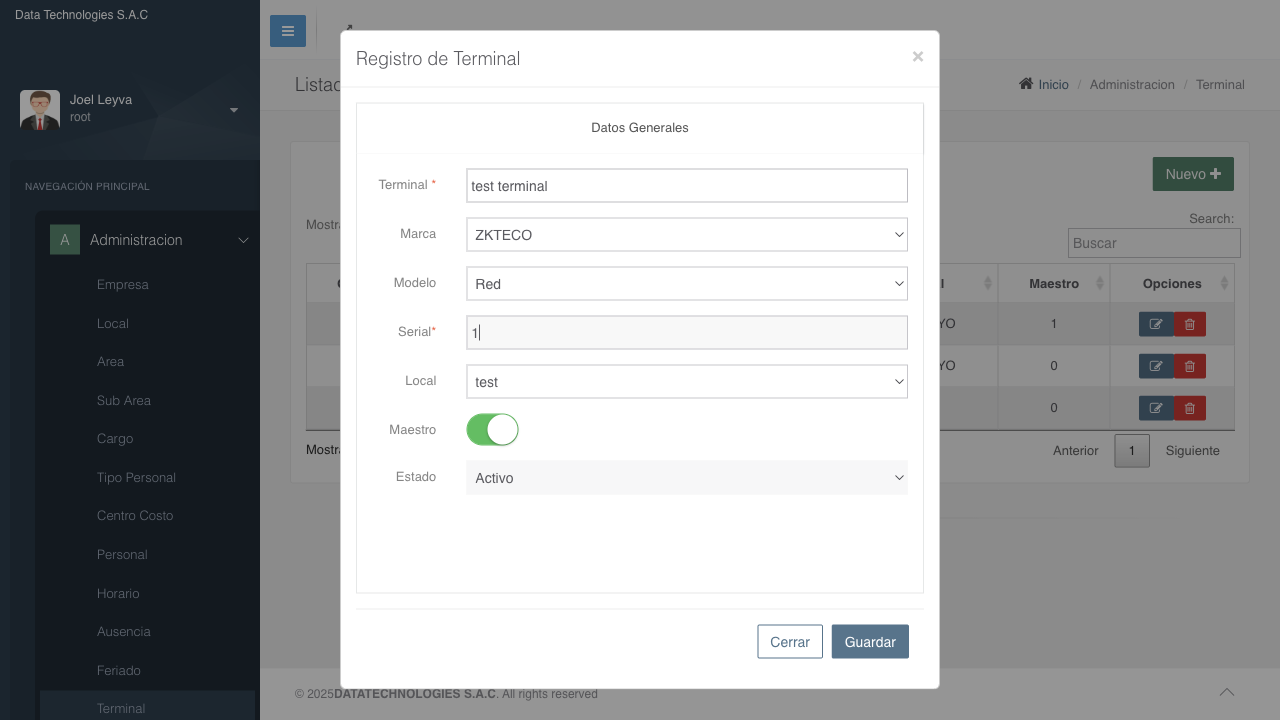 Data Technologies S.A.C
Joel Leyva
root
NAVEGACIÓN PRINCIPAL
A Administracion
Empresa
Local
Area
Sub Area
Cargo
Tipo Personal
Centro Costo
Personal
Horario
Ausencia
Feriado
Terminal
Inicio / Administracion / Terminal
Nuevo
Search:
Buscar
Maestro Opciones
YO 1
YO 0
0
Anterior 1 Siguiente
Registro de Terminal ×
Datos Generales
Terminal * test terminal
Marca ZKTECO
Modelo Red
Serial* 1
Local test
Maestro
Estado Activo
Cerrar Guardar
© 2025DATATECHNOLOGIES S.A.C. All rights reserved